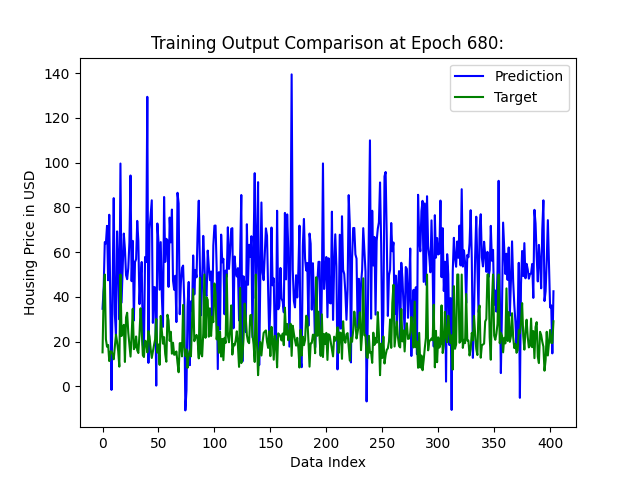 Training Output Comparison at Epoch 680:
Prediction
Target
Housing Price in USD
140
120
100
80
60
40
20
0
0 50 100 150 200 250 300 350 400
Data Index